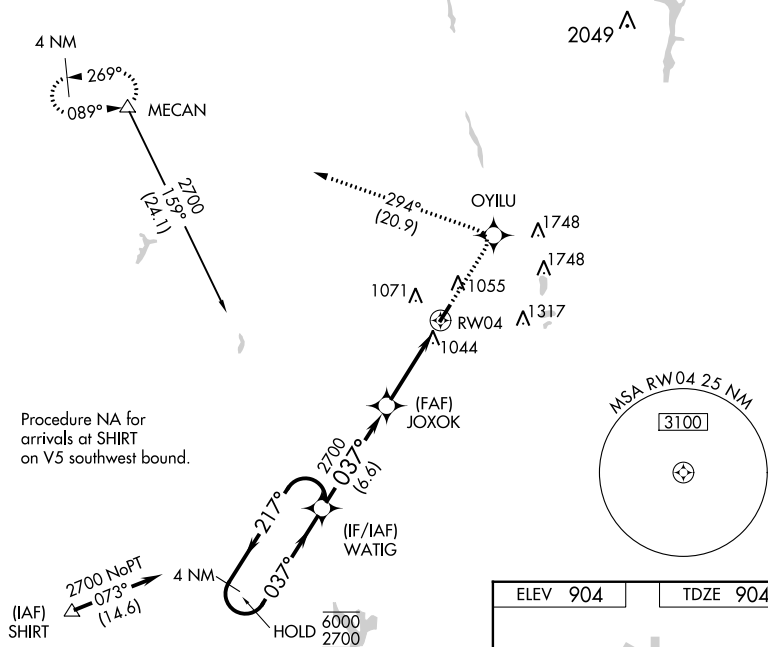 4 NM
269°
089°
MECAN
2049
2700
159°
(24.1)
294°
(20.9)
OYILU
1748
1748
1071
1055
RW04
1317
1044
(FAF)
JOXOK
MSA RW04 25 NM
3100
Procedure NA for
arrivals at SHIRT
on V5 southwest bound.
2700
037°
(6.6)
217°
(IF/IAF)
WATIG
037°
4 NM
2700 NoPT
073°
(14.6)
(IAF)
SHIRT
HOLD
6000
2700
ELEV 904
TDZE 904